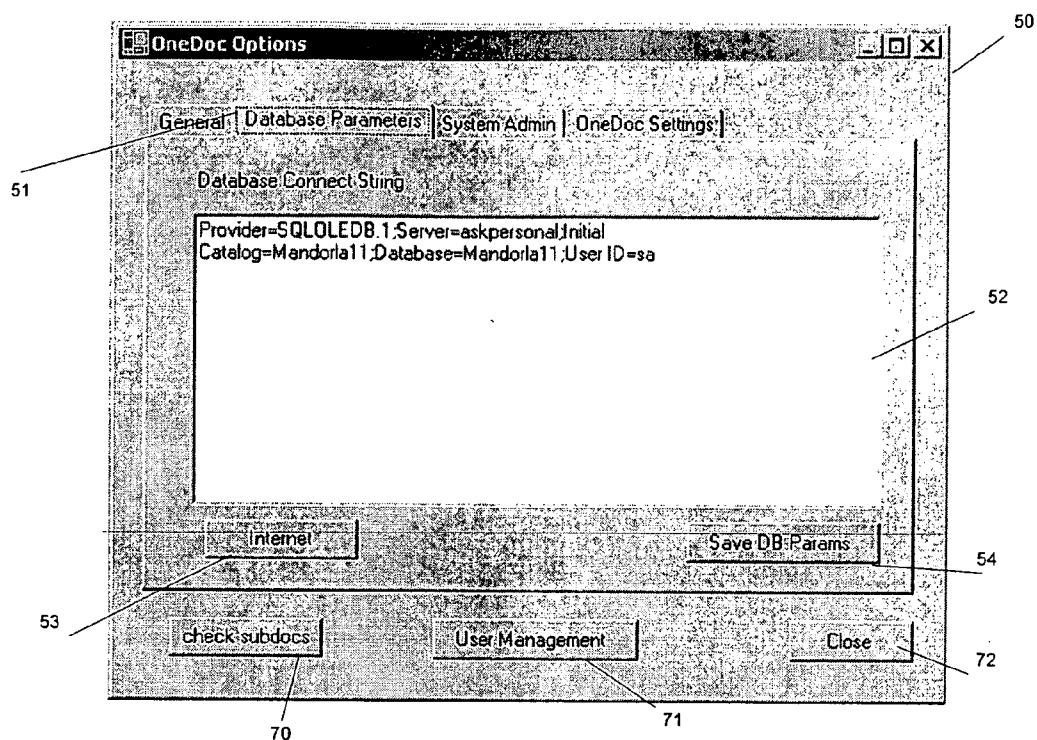 50
OneDoc Options
General Database Parameters System Admin OneDoc Settings
51
Database Connect String
Provider=SQLOLEDB.1;Server=askpersonal;Initial
Catalog=Mandorla11;Database=Mandorla11;User ID=sa
52
Internet
Save DB Params
54
53
check subdocs
User Management
Close
72
70
71